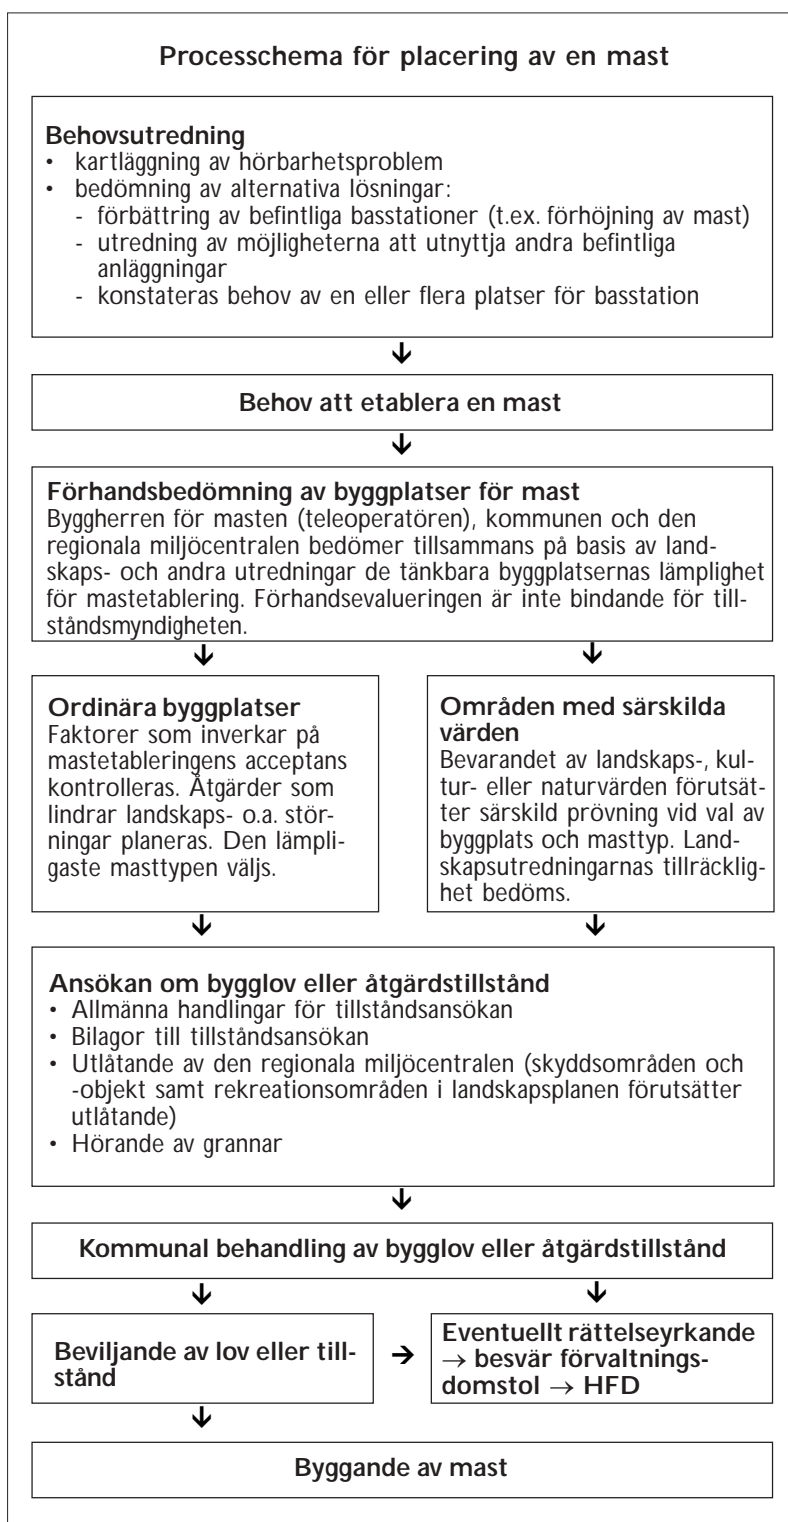 Processchema för placering av en mast
Behovsutredning
• kartläggning av hörbarhetsproblem
• bedömning av alternativa lösningar:
- förbättring av befintliga basstationer (t.ex. förhöjning av mast)
- utredning av möjligheterna att utnyttja andra befintliga
anläggningar
- konstateras behov av en eller flera platser för basstation
Behov att etablera en mast
Förhandsbedömning av byggplatser för mast
Byggherren för masten (teleoperatören), kommunen och den
regionala miljöcentralen bedömer tillsammans på basis av land-
skaps- och andra utredningar de tänkbara byggplatsernas lämplighet
för mastetablering. Förhandsevalueringen är inte bindande för till-
ståndsmyndigheten.
Ordinära byggplatser
Faktorer som inverkar på
mastetableringens acceptans
kontrolleras. Åtgärder som
lindrar landskaps- o.a. stör-
ningar planeras. Den lämpli-
gaste masttypen väljs.
Områden med särskilda
värden
Bevarandet av landskaps-, kul-
tur- eller naturvärden förutsät-
ter särskild prövning vid val av
byggplats och masttyp. Land-
skapsutredningarnas tillräcklig-
het bedöms.
Ansökan om bygglov eller åtgärdstillstånd
• Allmänna handlingar för tillståndsansökan
• Bilagor till tillståndsansökan
• Utlåtande av den regionala miljöcentralen (skyddsområden och
-objekt samt rekreationsområden i landskapsplanen förutsätter
utlåtande)
• Hörande av grannar
Kommunal behandling av bygglov eller åtgärdstillstånd
Beviljande av lov eller till-
stånd
Eventuellt rättelseyrkande
→ besvär förvaltnings-
domstol → HFD
Byggande av mast